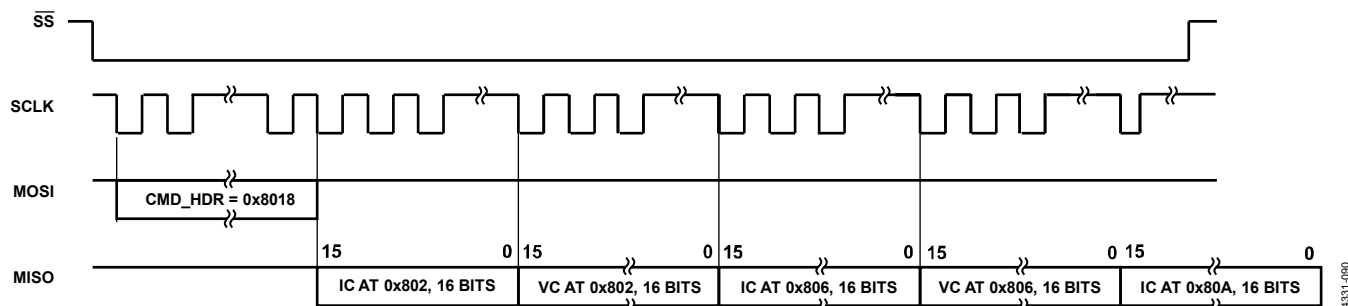 SS
SCLK
MOSI
CMD_HDR = 0x8018
15 0 15 0 15 0 15 0 15 0
MISO
IC AT 0x802, 16 BITS VC AT 0x802, 16 BITS IC AT 0x806, 16 BITS VC AT 0x806, 16 BITS IC AT 0x80A, 16 BITS